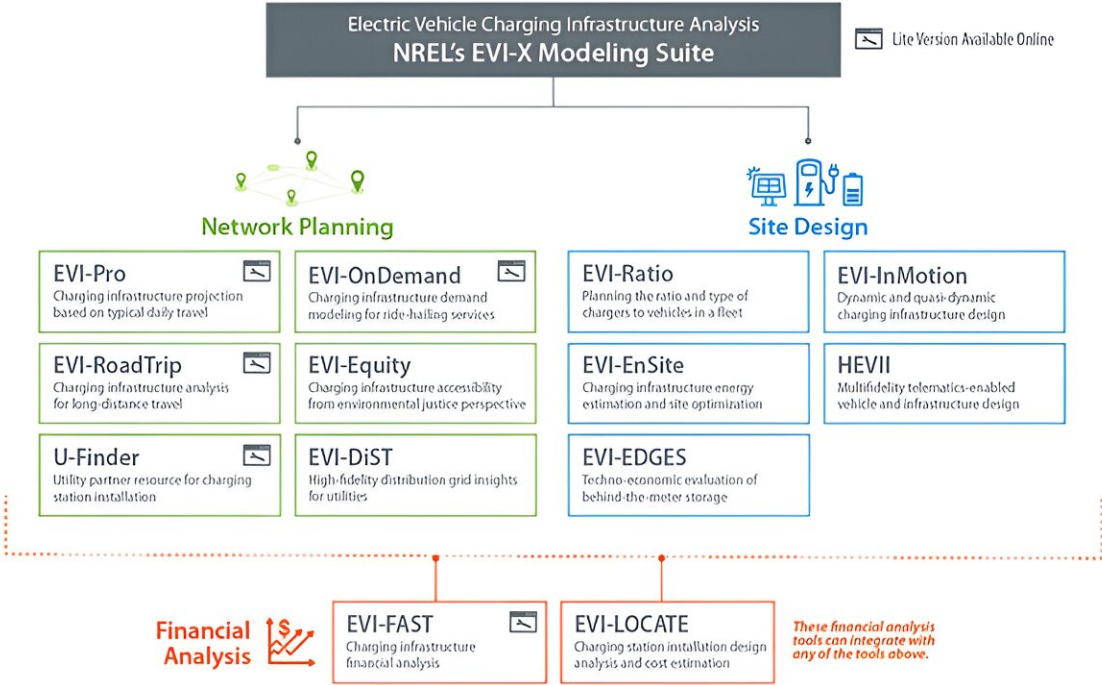 Electric Vehicle Charging Infrastructure Analysis
NREL's EVI-X Modeling Suite
Lite Version Available Online
Network Planning
EVI-Pro
Charging infrastructure projection
based on typical daily travel
EVI-OnDemand
Charging infrastructure demand
modeling for ride-hailing services
EVI-RoadTrip
Charging infrastructure analysis
for long-distance travel
EVI-Equity
Charging infrastructure accessibility
from environmental justice perspective
U-Finder
Utility partner resource for charging
station installation
EVI-DiST
High-fidelity distribution grid insights
for utilities
Site Design
EVI-Ratio
Planning the ratio and type of
chargers to vehicles in a fleet
EVI-InMotion
Dynamic and quasi-dynamic
charging infrastructure design
EVI-EnSite
Charging infrastructure energy
estimation and site optimization
HEVII
Multifidelity telematics-enabled
vehicle and infrastructure design
EVI-EDGES
Techno-economic evaluation of
behind-the-meter storage
Financial
Analysis
$
EVI-FAST
Charging infrastructure
financial analysis
EVI-LOCATE
Charging station installation design
analysis and cost estimation
These financial analysis
tools can integrate with
any of the tools above.